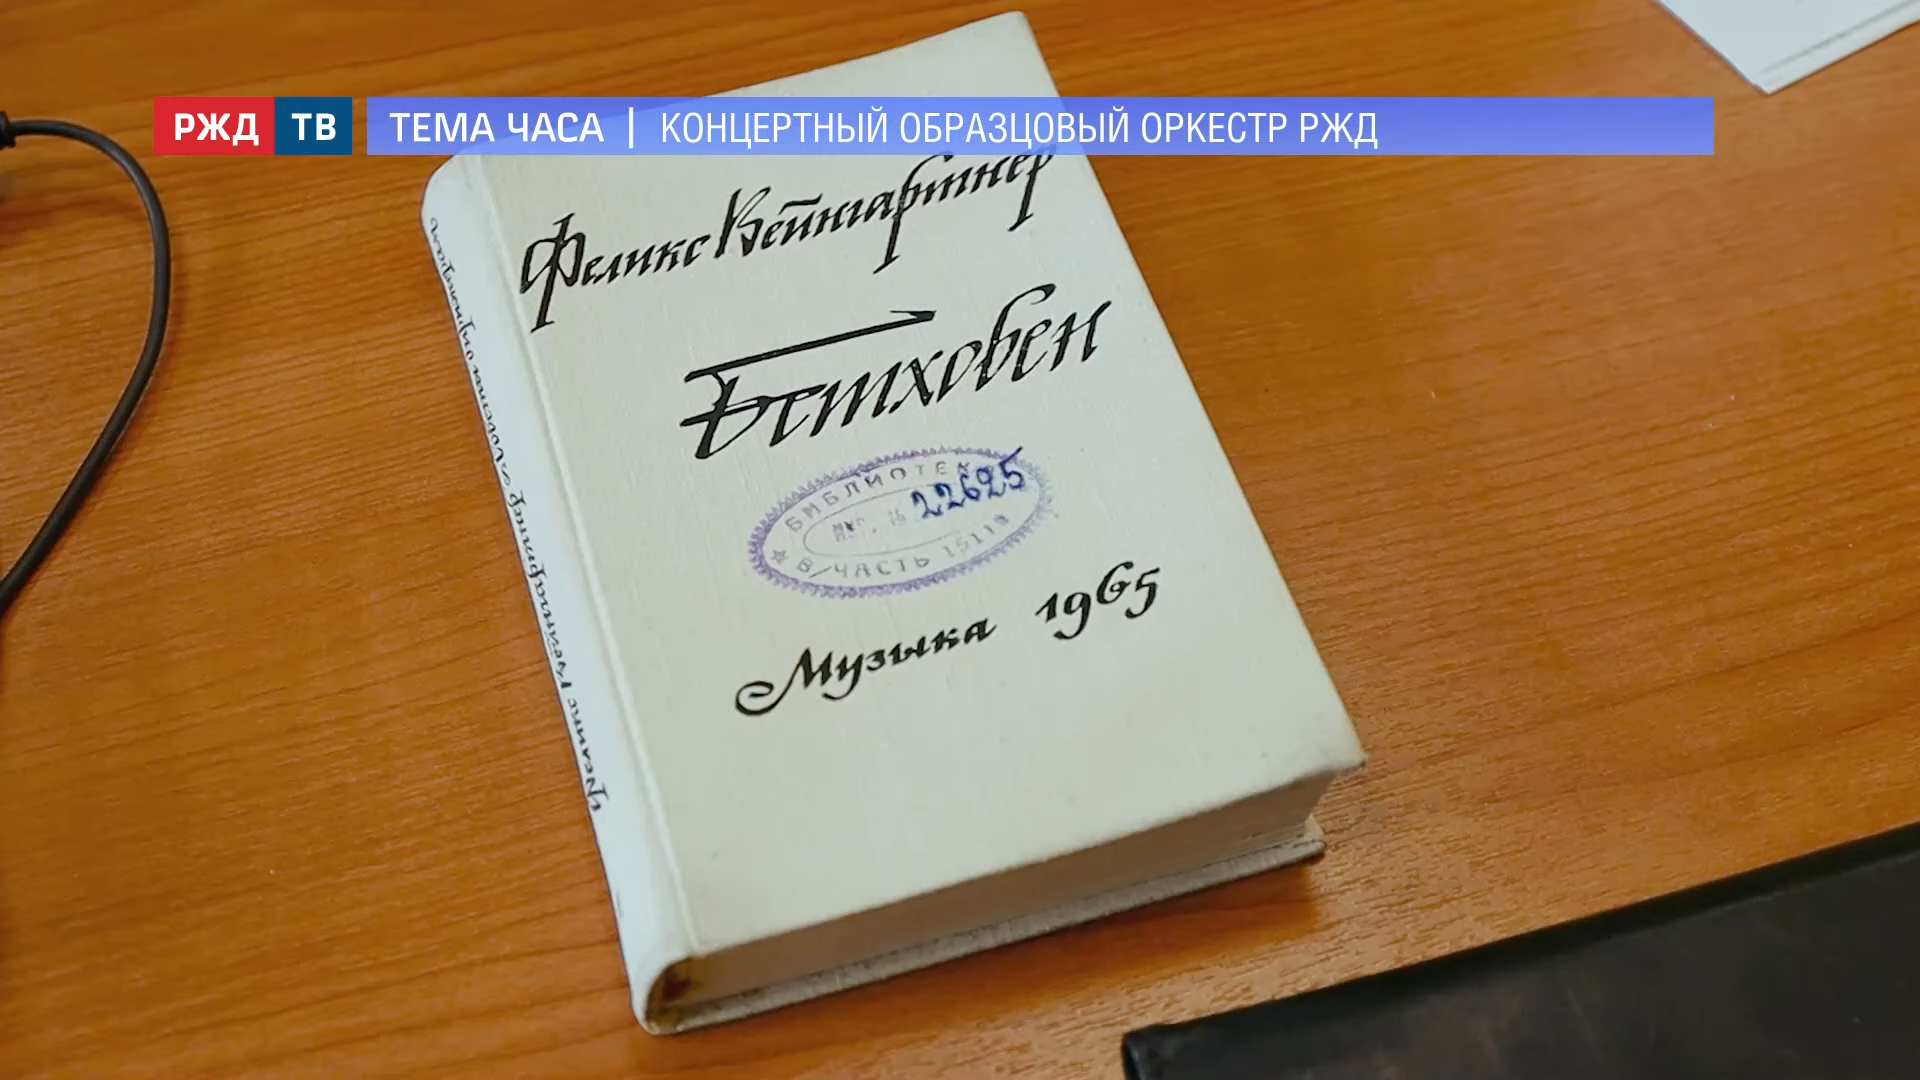 РЖД ТВ ТЕМА ЧАСА | КОНЦЕРТНЫЙ ОБРАЗЦОВЫЙ ОРКЕСТР РЖД
Феликс Вейнгартнер
Бетховен
БИБЛИОТЕК
22625
В/ЧАСТЬ
Музыка 1965
Феликс Вейнгартнер